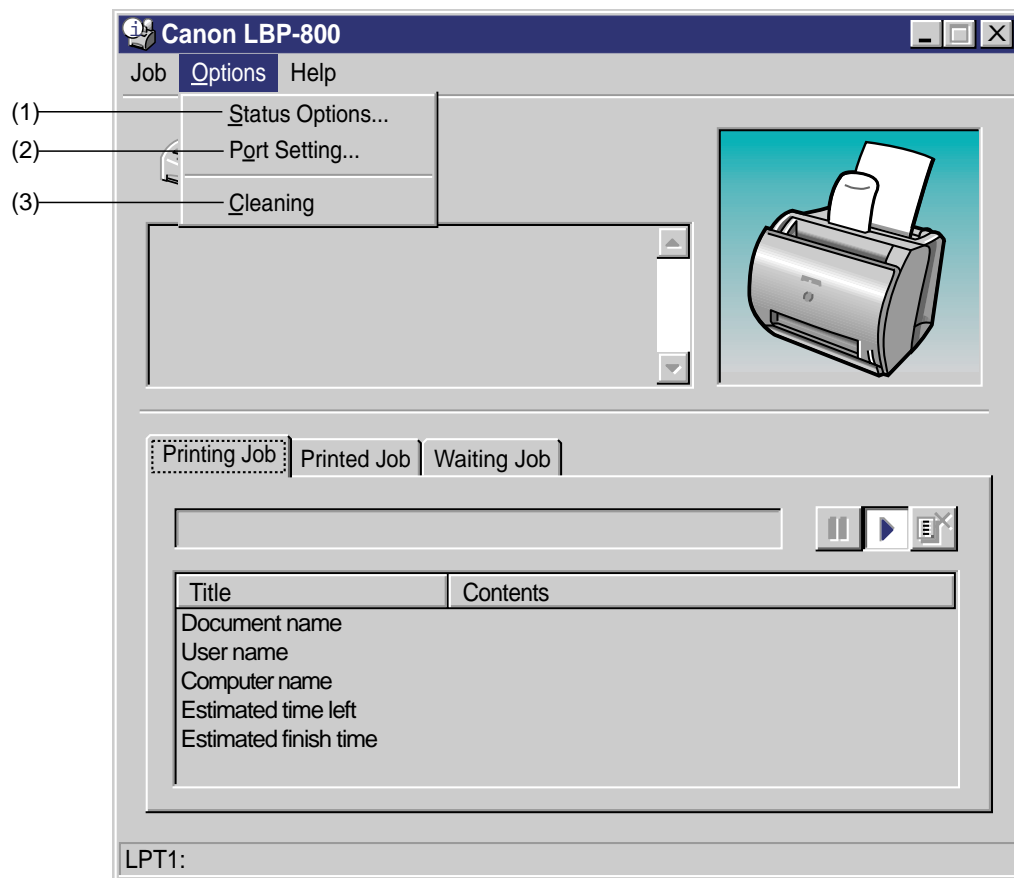 Canon LBP-800
Job Options Help
(1) Status Options...
(2) Port Setting...
(3) Cleaning
Printing Job Printed Job Waiting Job
Title Contents
Document name
User name
Computer name
Estimated time left
Estimated finish time
LPT1: